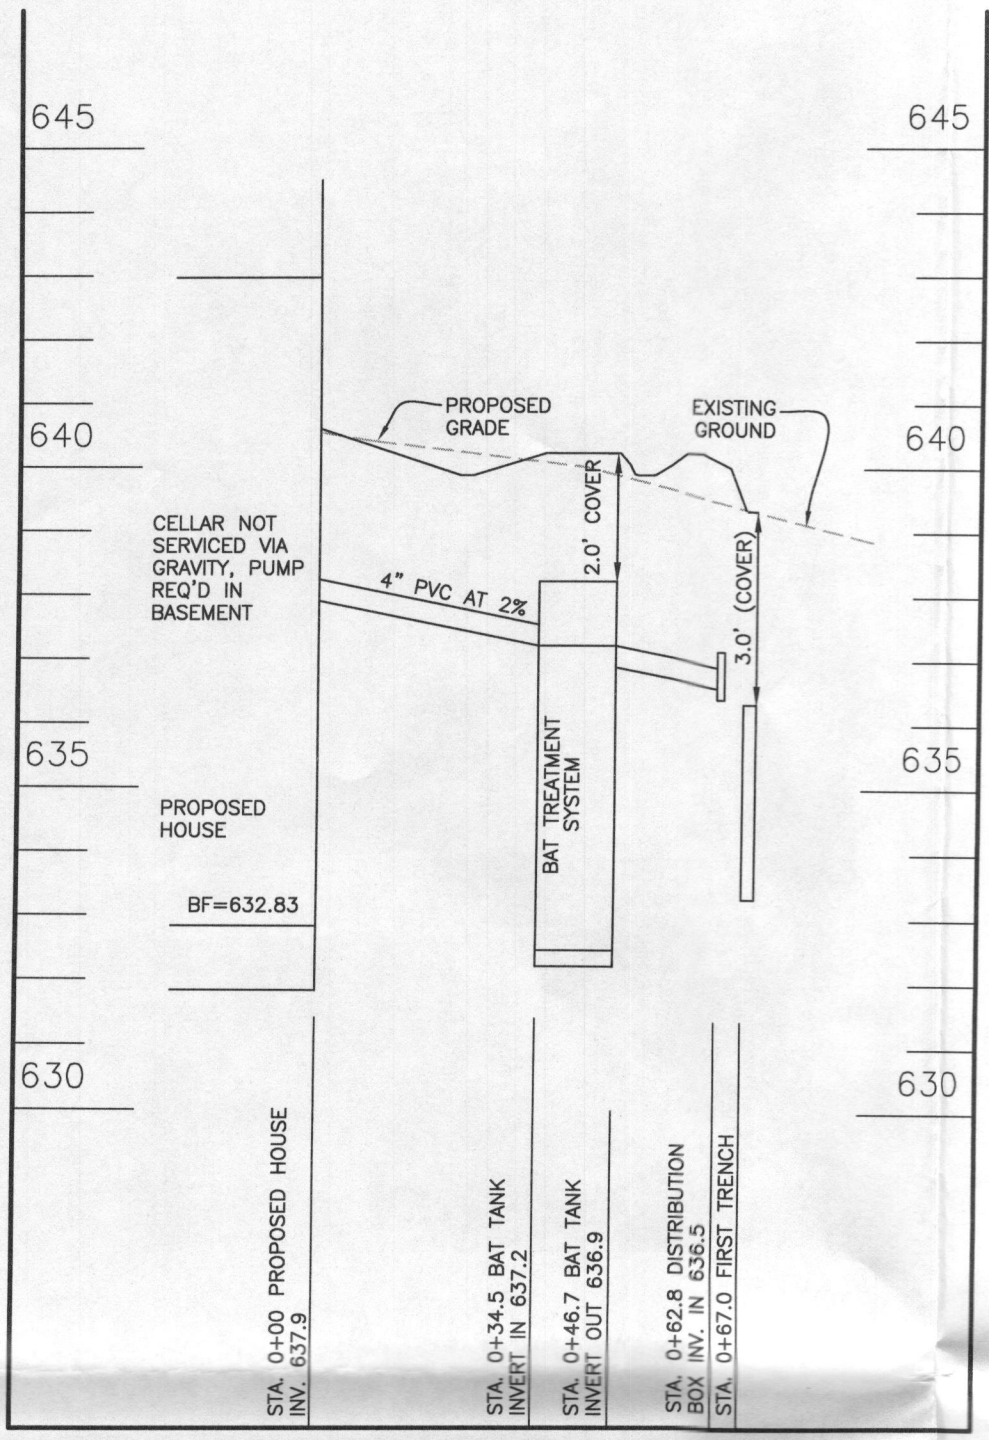 645
645
PROPOSED
GRADE
EXISTING
GROUND
640
640
CELLAR NOT
SERVICED VIA
GRAVITY, PUMP
REQ'D IN
BASEMENT
4" PVC AT 2%
2.0' COVER
3.0' (COVER)
635
635
PROPOSED
HOUSE
BAT TREATMENT
SYSTEM
BF=632.83
630
630
STA. 0+00 PROPOSED HOUSE
INV. 637.9
STA. 0+34.5 BAT TANK
INVERT IN 637.2
STA. 0+46.7 BAT TANK
INVERT OUT 636.9
STA. 0+62.8 DISTRIBUTION
BOX INV. IN 636.5
STA. 0+67.0 FIRST TRENCH